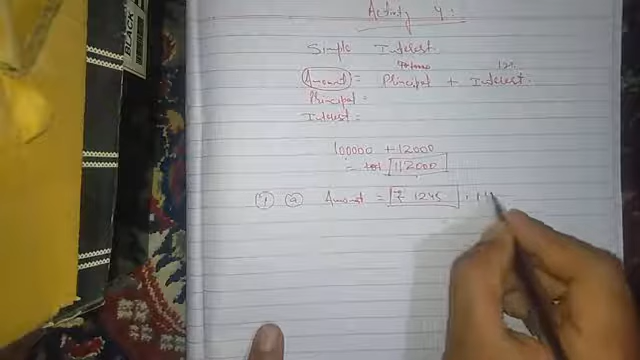 Activity 4:
Simple Interest.
Amount = Principal + Interest.
Principal =
Interest =
100000 + 12000
= 112000
(a) Amount = ₹ 1245
BLACK